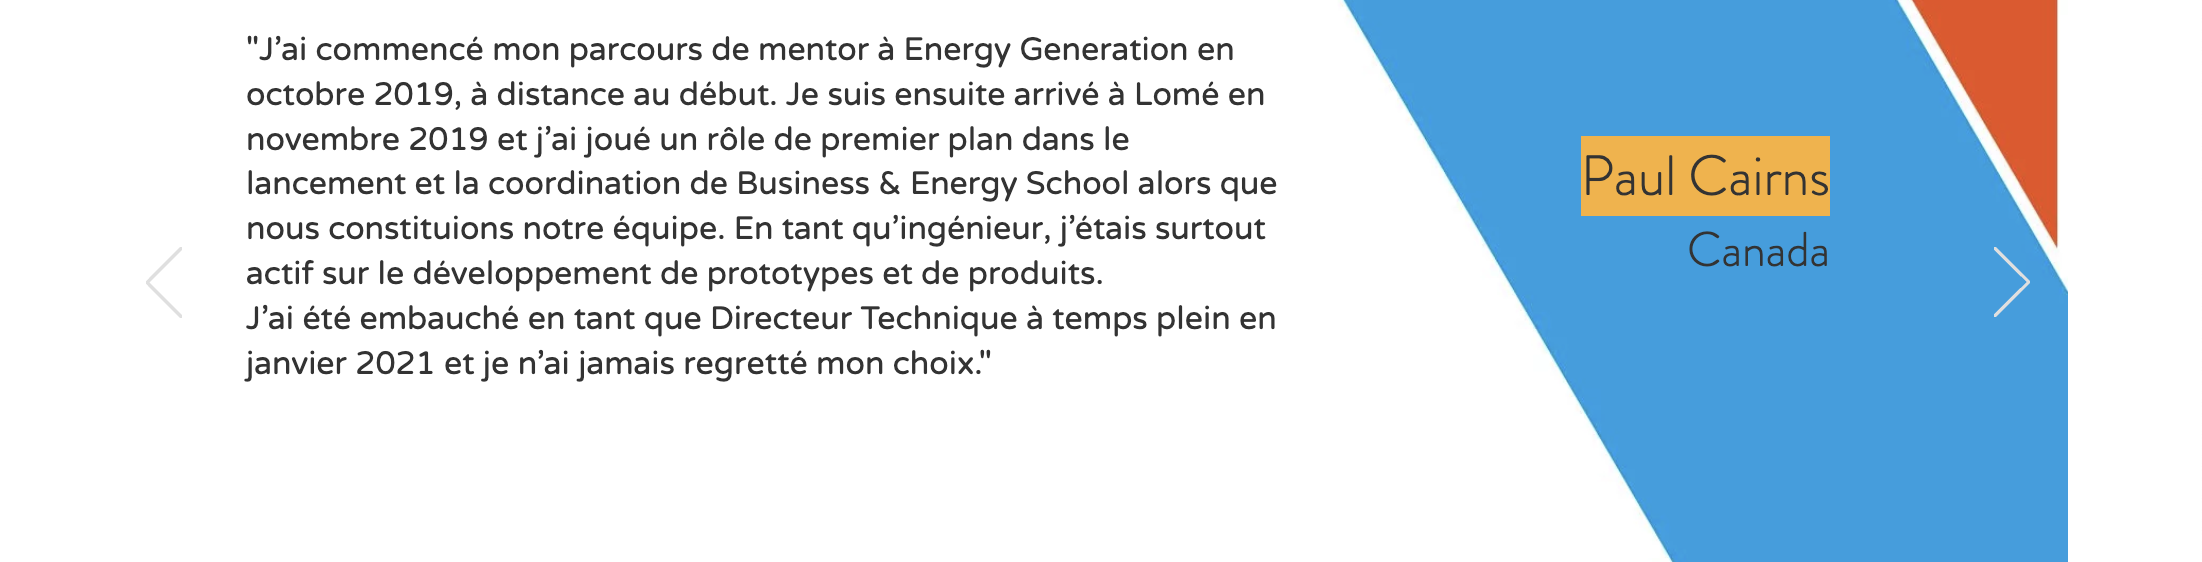 "J’ai commencé mon parcours de mentor à Energy Generation en
octobre 2019, à distance au début. Je suis ensuite arrivé à Lomé en
novembre 2019 et j’ai joué un rôle de premier plan dans le
lancement et la coordination de Business & Energy School alors que
nous constituions notre équipe. En tant qu’ingénieur, j’étais surtout
actif sur le développement de prototypes et de produits.
J’ai été embauché en tant que Directeur Technique à temps plein en
janvier 2021 et je n’ai jamais regretté mon choix."
Paul Cairns
Canada